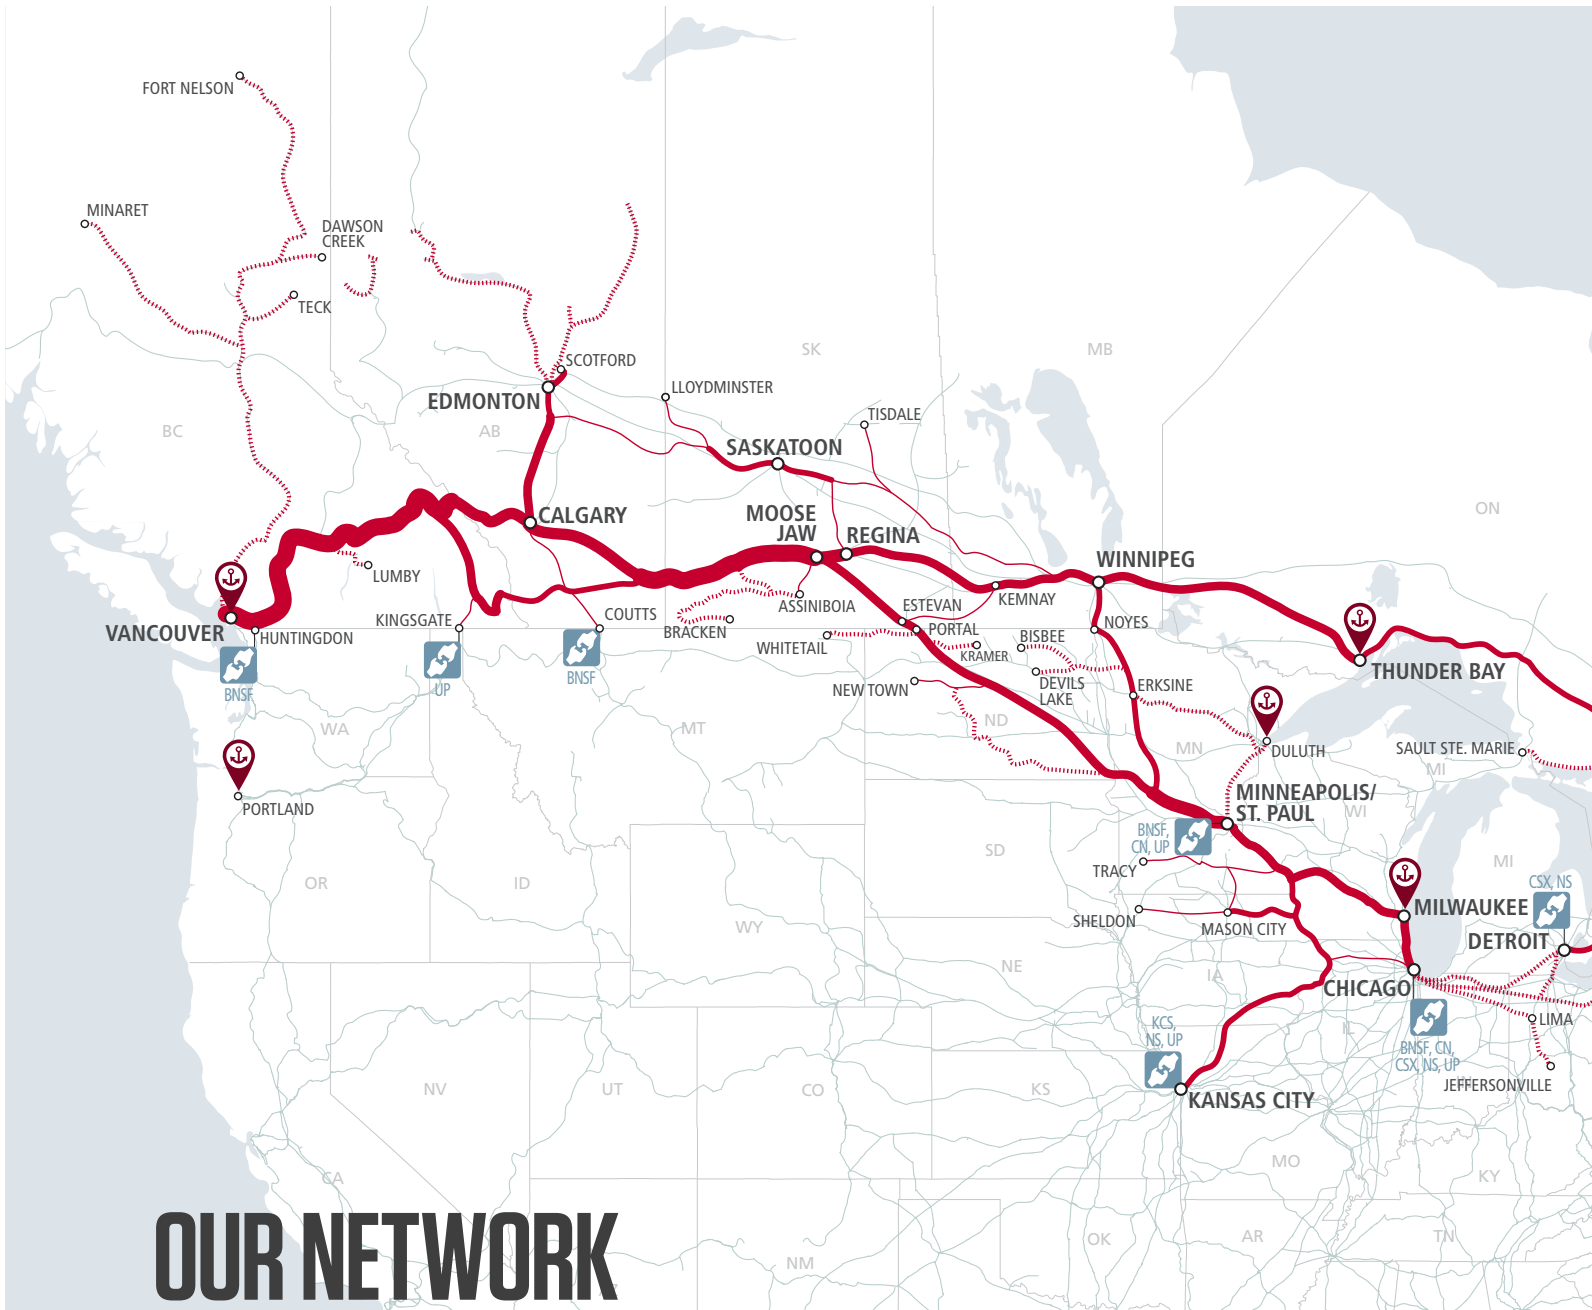 FORT NELSON
MINARET
DAWSON
CREEK
TECK
SCOTFORD
EDMONTON
LLOYDMINSTER
TISDALE
SASKATOON
SK
MB
BC
AB
ON
CALGARY
MOOSE
JAW
REGINA
WINNIPEG
LUMBY
KINGSGATE
COUTTS
ASSINIBOIA
BRACKEN
WHITETAIL
ESTEVAN
PORTAL
KRAMER
KEMNAY
NOYES
BISBEE
DEVILS
LAKE
NEW TOWN
ERKSINE
THUNDER BAY
VANCOUVER
HUNTINGDON
BNSF
UP
BNSF
WA
MT
ND
MN
DULUTH
SAULT STE. MARIE
MI
PORTLAND
MINNEAPOLIS/
ST. PAUL
WI
BNSF,
CN, UP
SD
MI
TRACY
CSX, NS
OR
ID
MILWAUKEE
SHELDON
MASON CITY
DETROIT
WY
NE
IA
CHICAGO
KCS,
NS, UP
IL
LIMA
BNSF, CN,
CSX, NS, UP
IN
JEFFERSONVILLE
NV
UT
CO
KS
KANSAS CITY
MO
KY
CA
OUR NETWORK
NM
OK
AR
TN